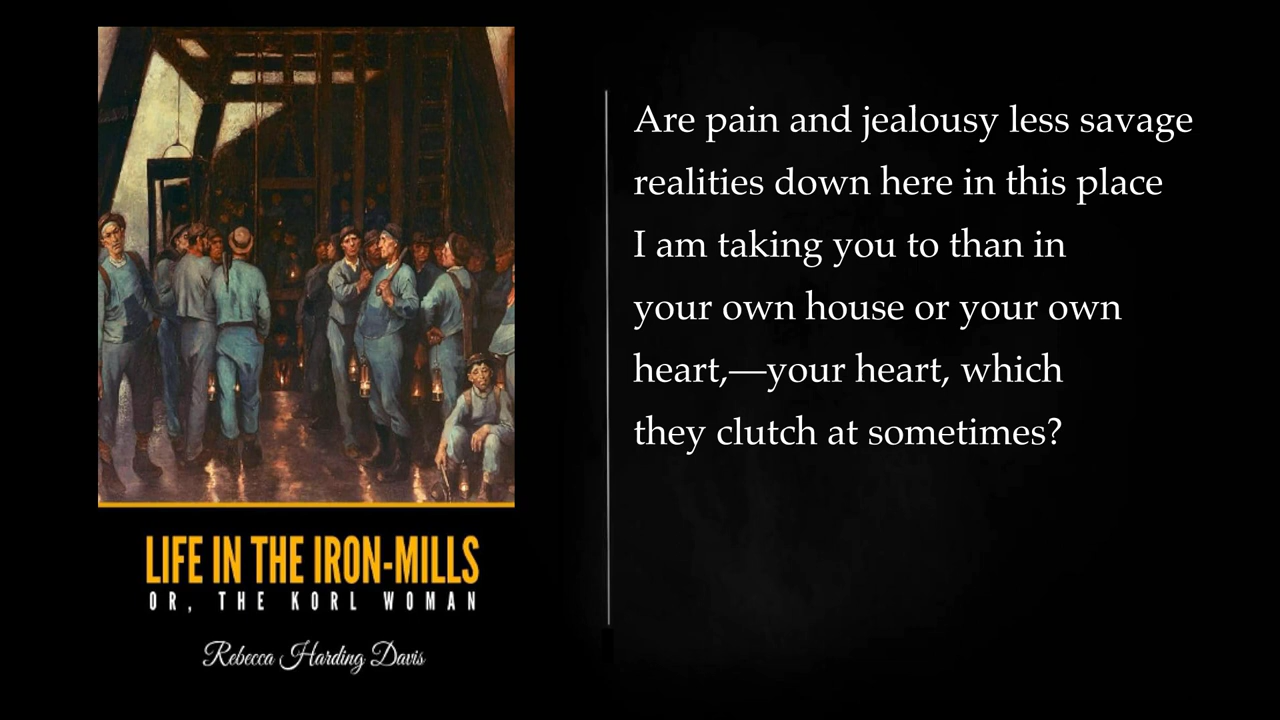 LIFE IN THE IRON-MILLS
OR, THE KORL WOMAN
Rebecca Harding Davis
Are pain and jealousy less savage
realities down here in this place
I am taking you to than in
your own house or your own
heart,—your heart, which
they clutch at sometimes?